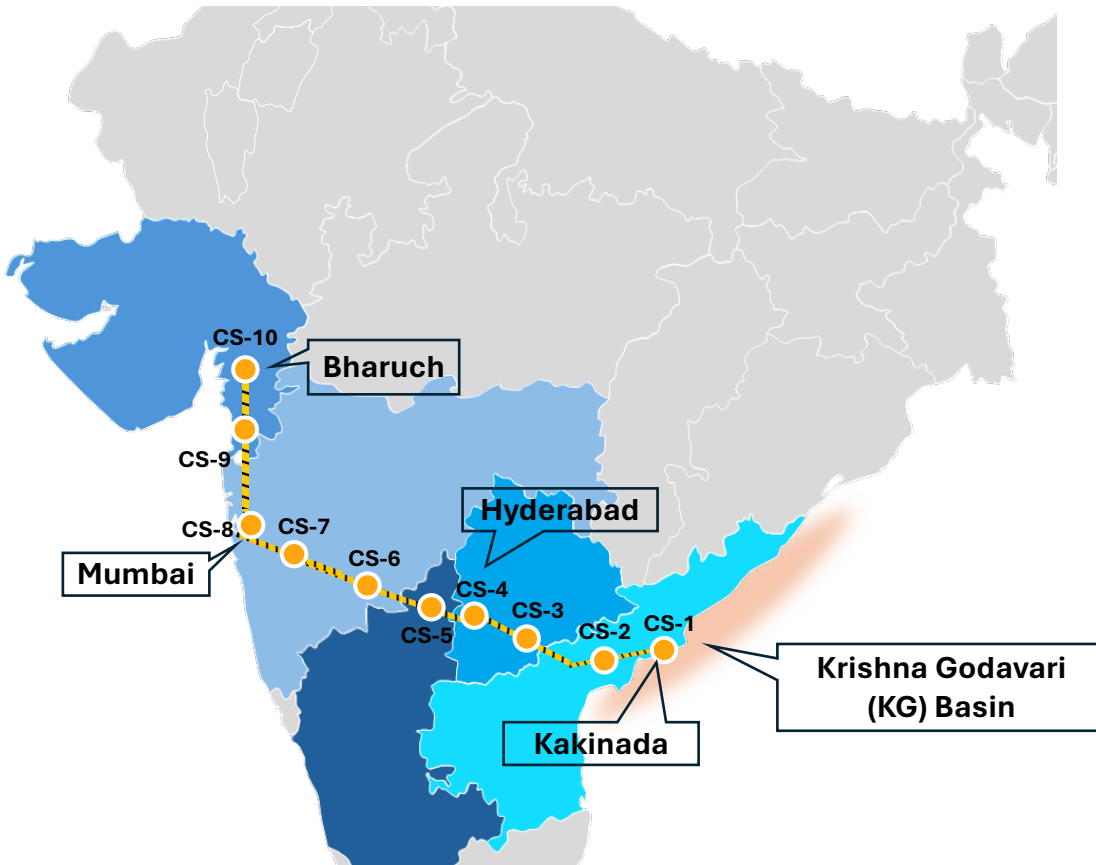 CS-10
Bharuch
CS-9
Hyderabad
CS-8
CS-7
Mumbai
CS-6
CS-5
CS-4
CS-3
CS-2
CS-1
Krishna Godavari
(KG) Basin
Kakinada